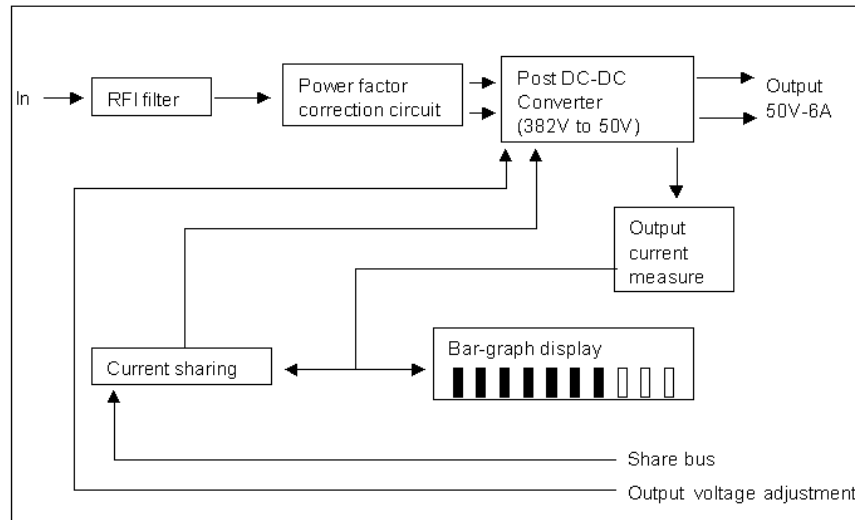 In
RFI filter
Power factor
correction circuit
Post DC-DC
Converter
(382V to 50V)
Output
50V-6A
Output
current
measure
Current sharing
Bar-graph display
Share bus
Output voltage adjustment